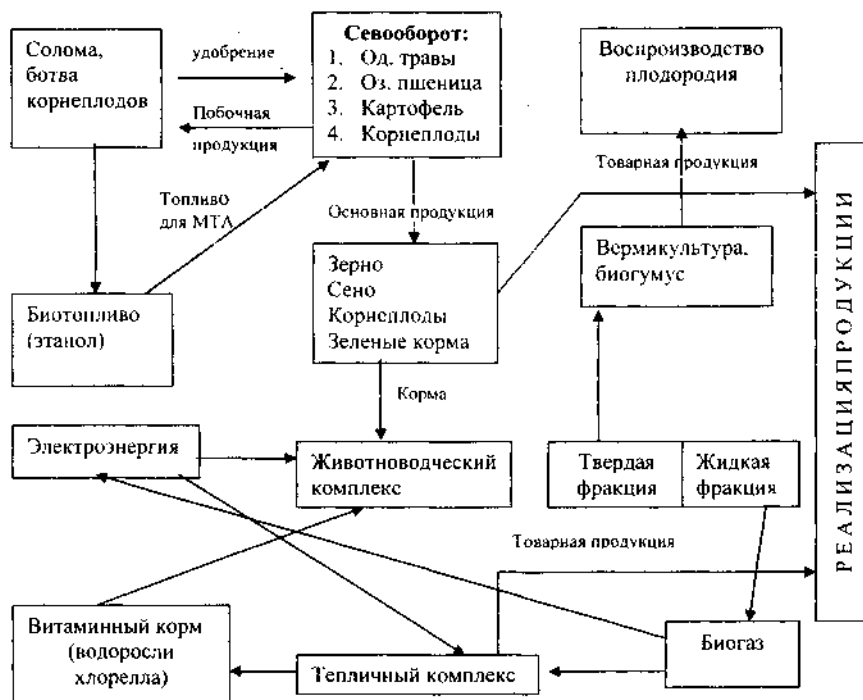 Солома,
ботва
корнеплодов
удобрение
Побочная
продукция
Севооборот:
1. Од. травы
2. Оз. пшеница
3. Картофель
4. Корнеплоды
Воспроизводство
плодородия
Топливо
для МТА
Основная продукция
Товарная продукция
Биотопливо
(этанол)
Зерно
Сено
Корнеплоды
Зеленые корма
Вермикультура,
биогумус
Корма
Электроэнергия
Животноводческий
комплекс
Твердая
фракция
Жидкая
фракция
Товарная продукция
Витаминный корм
(водоросли
хлорелла)
Тепличный комплекс
Биогаз
РЕАЛИЗАЦИЯПРОДУКЦИИ